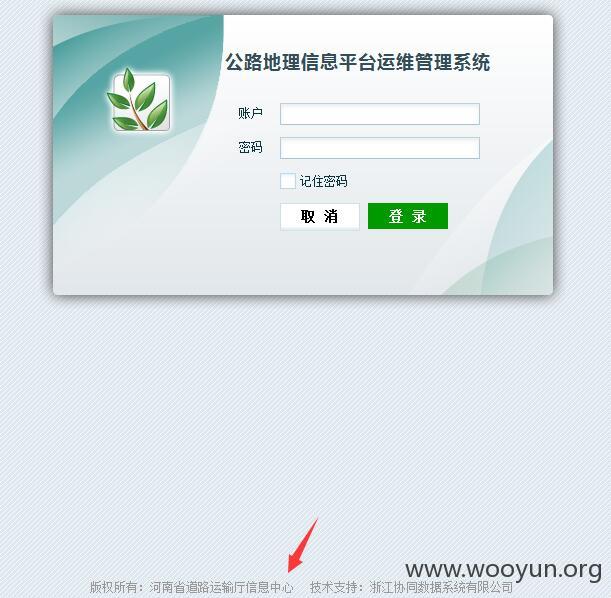 公路地理信息平台运维管理系统
账户
密码
记住密码
取 消 登 录
www.wooyun.org
版权所有：河南省道路运输厅信息中心 技术支持：浙江协同数据系统有限公司